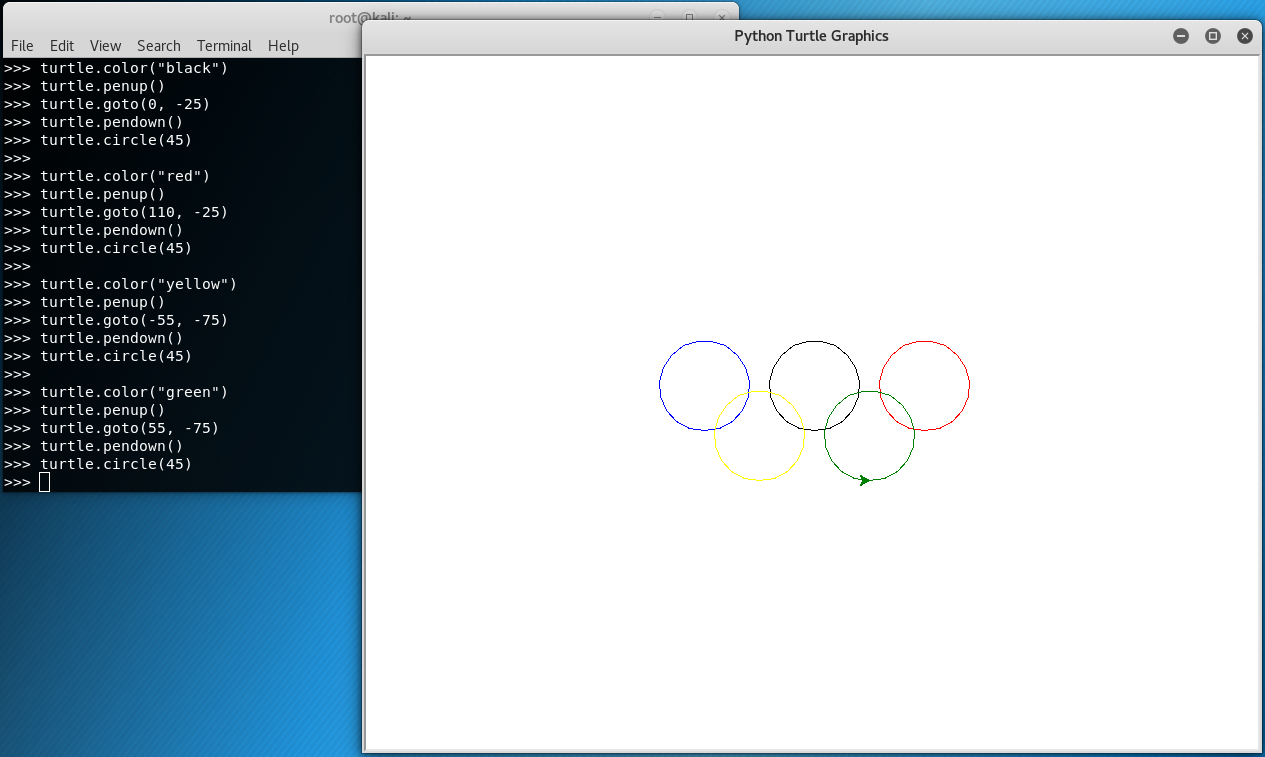 root@kali: ~
File Edit View Search Terminal Help
>>> turtle.color("black")
>>> turtle.penup()
>>> turtle.goto(0, -25)
>>> turtle.pendown()
>>> turtle.circle(45)
>>>
>>> turtle.color("red")
>>> turtle.penup()
>>> turtle.goto(110, -25)
>>> turtle.pendown()
>>> turtle.circle(45)
>>>
>>> turtle.color("yellow")
>>> turtle.penup()
>>> turtle.goto(-55, -75)
>>> turtle.pendown()
>>> turtle.circle(45)
>>>
>>> turtle.color("green")
>>> turtle.penup()
>>> turtle.goto(55, -75)
>>> turtle.pendown()
>>> turtle.circle(45)
>>>
Python Turtle Graphics